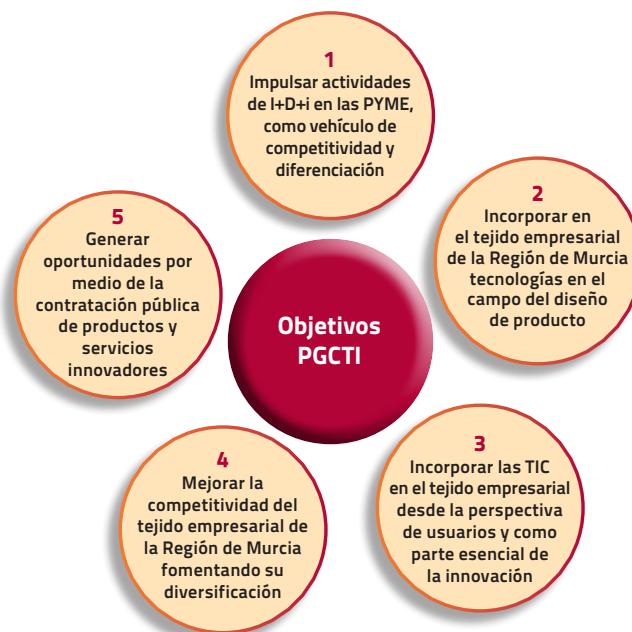 1
Impulsar actividades
de I+D+i en las PYME,
como vehículo de
competitividad y
diferenciación
2
Incorporar en
el tejido empresarial
de la Región de Murcia
tecnologías en el
campo del diseño
de producto
3
Incorporar las TIC
en el tejido empresarial
desde la perspectiva
de usuarios y como
parte esencial de
la innovación
4
Mejorar la
competitividad del
tejido empresarial de
la Región de Murcia
fomentando su
diversificación
5
Generar
oportunidades por
medio de la
contratación pública
de productos y
servicios
innovadores
Objetivos
PGCTI